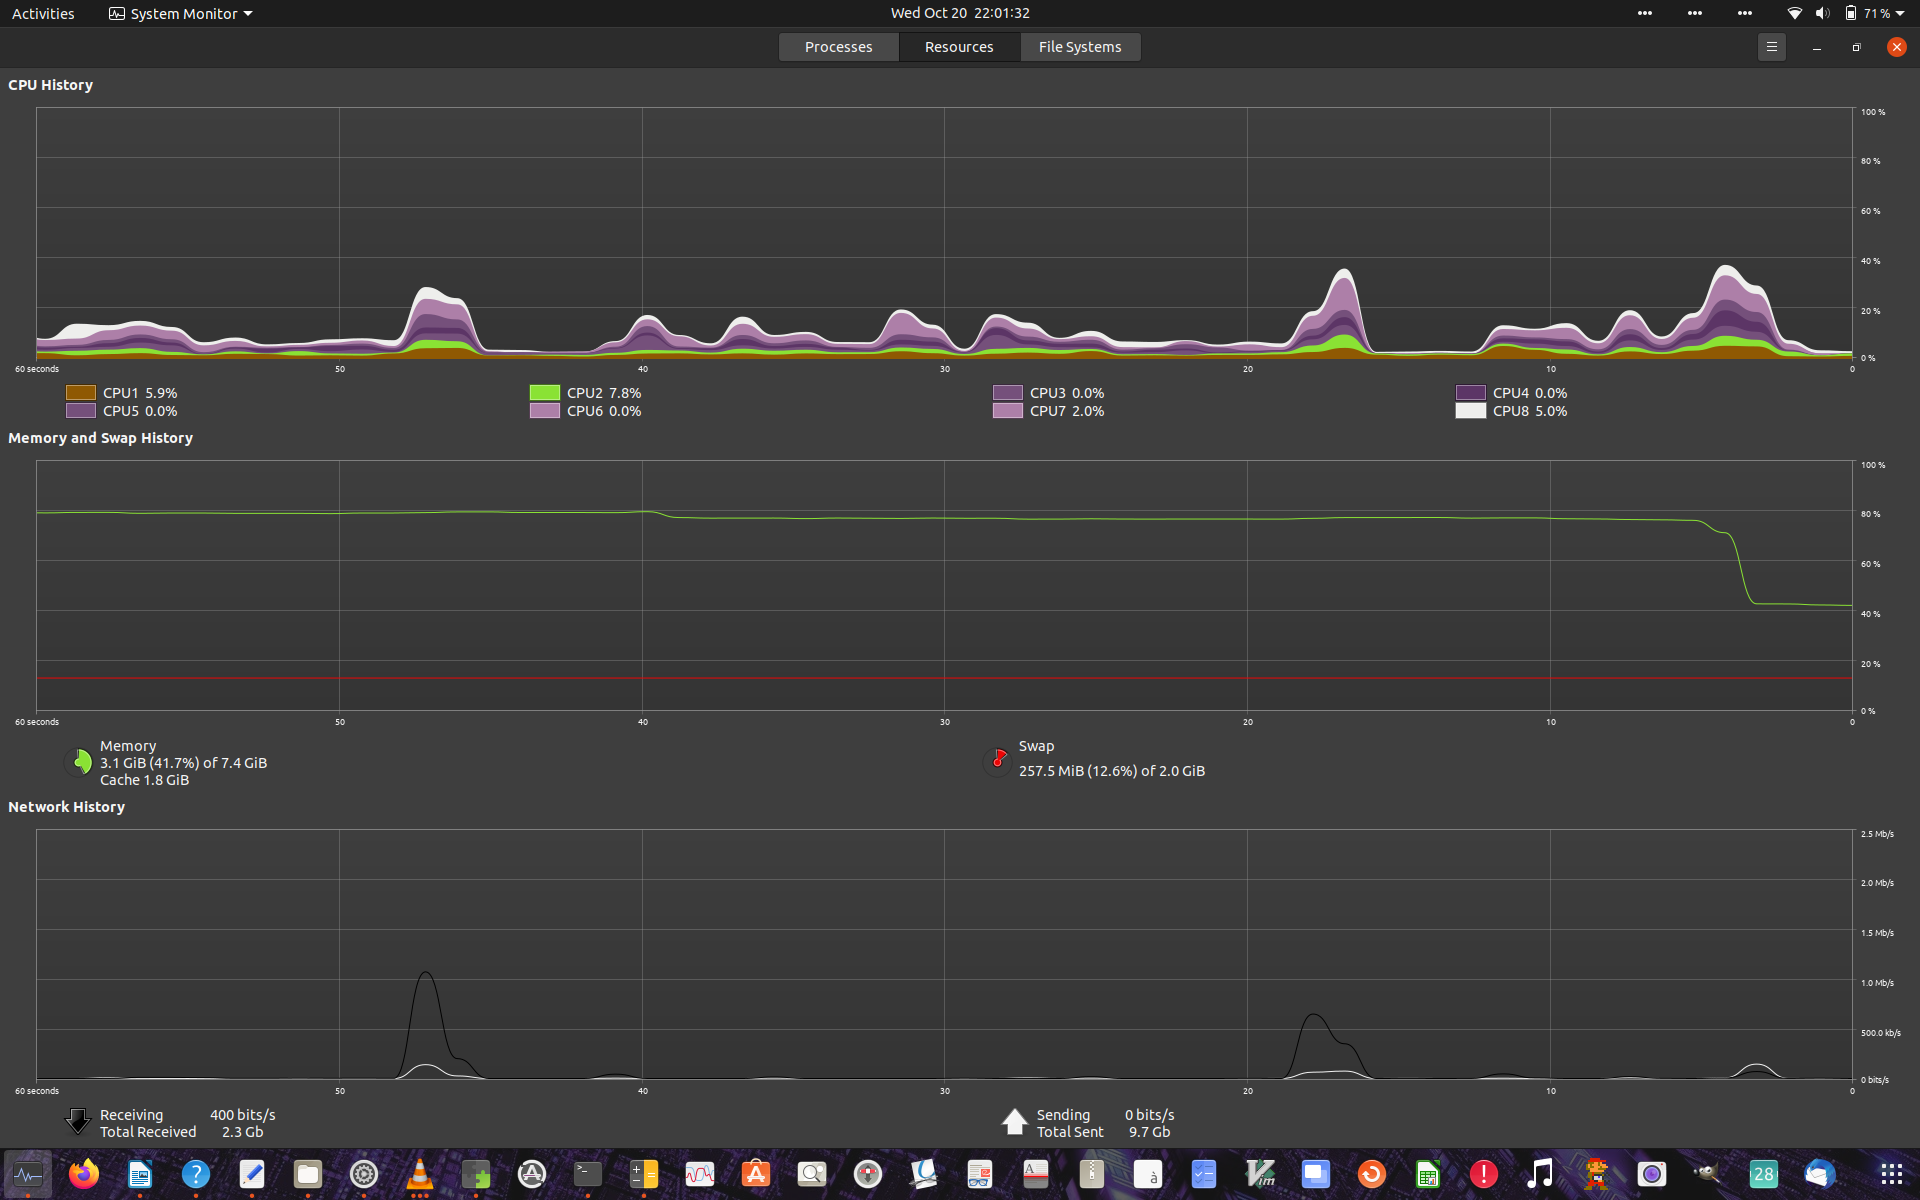 Activities System Monitor Wed Oct 20 22:01:32 71 %
Processes Resources File Systems
CPU History
100 %
80 %
60 %
40 %
20 %
0 %
60 seconds 50 40 30 20 10 0
CPU1 5.9% CPU2 7.8% CPU3 0.0% CPU4 0.0%
CPU5 0.0% CPU6 0.0% CPU7 2.0% CPU8 5.0%
Memory and Swap History
100 %
80 %
60 %
40 %
20 %
0 %
60 seconds 50 40 30 20 10 0
Memory
3.1 GiB (41.7%) of 7.4 GiB
Cache 1.8 GiB
Swap
257.5 MiB (12.6%) of 2.0 GiB
Network History
2.5 Mb/s
2.0 Mb/s
1.5 Mb/s
1.0 Mb/s
500.0 kb/s
0 bits/s
60 seconds 50 40 30 20 10 0
Receiving 400 bits/s
Total Received 2.3 Gb
Sending 0 bits/s
Total Sent 9.7 Gb
? >_ A à Vim ! 28